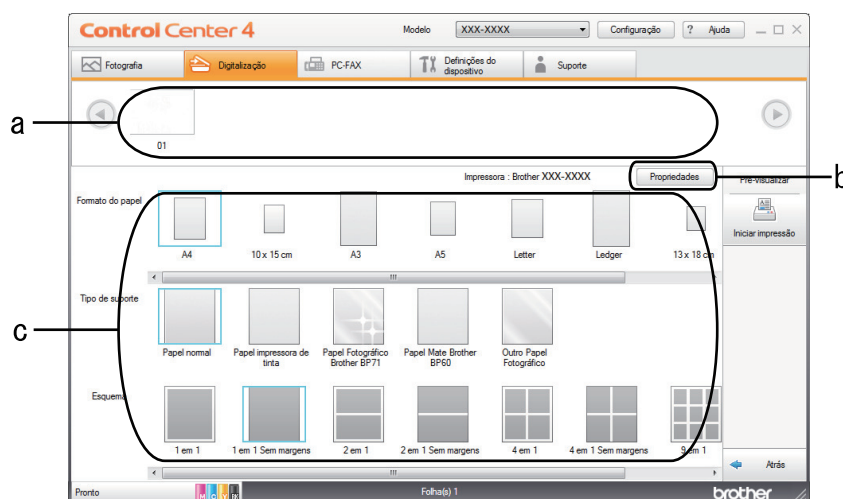 Control Center 4
Modelo
XXX-XXXX
Configuração
? Ajuda
Fotografia
Digitalização
PC-FAX
Definições do
dispositivo
Suporte
a
01
Impressora : Brother XXX-XXXX
Propriedades
Pré-visualizar
b
Formato do papel
Iniciar impressão
A4
10 x 15 cm
A3
A5
Letter
Ledger
13 x 18 cm
Tipo de suporte
c
Papel normal
Papel impressora de
tinta
Papel Fotográfico
Brother BP71
Papel Mate Brother
BP60
Outro Papel
Fotográfico
Esquema
1 em 1
1 em 1 Sem margens
2 em 1
2 em 1 Sem margens
4 em 1
4 em 1 Sem margens
9 em 1
Atrás
Pronto
M C Y BK
Folha(s) 1
brother